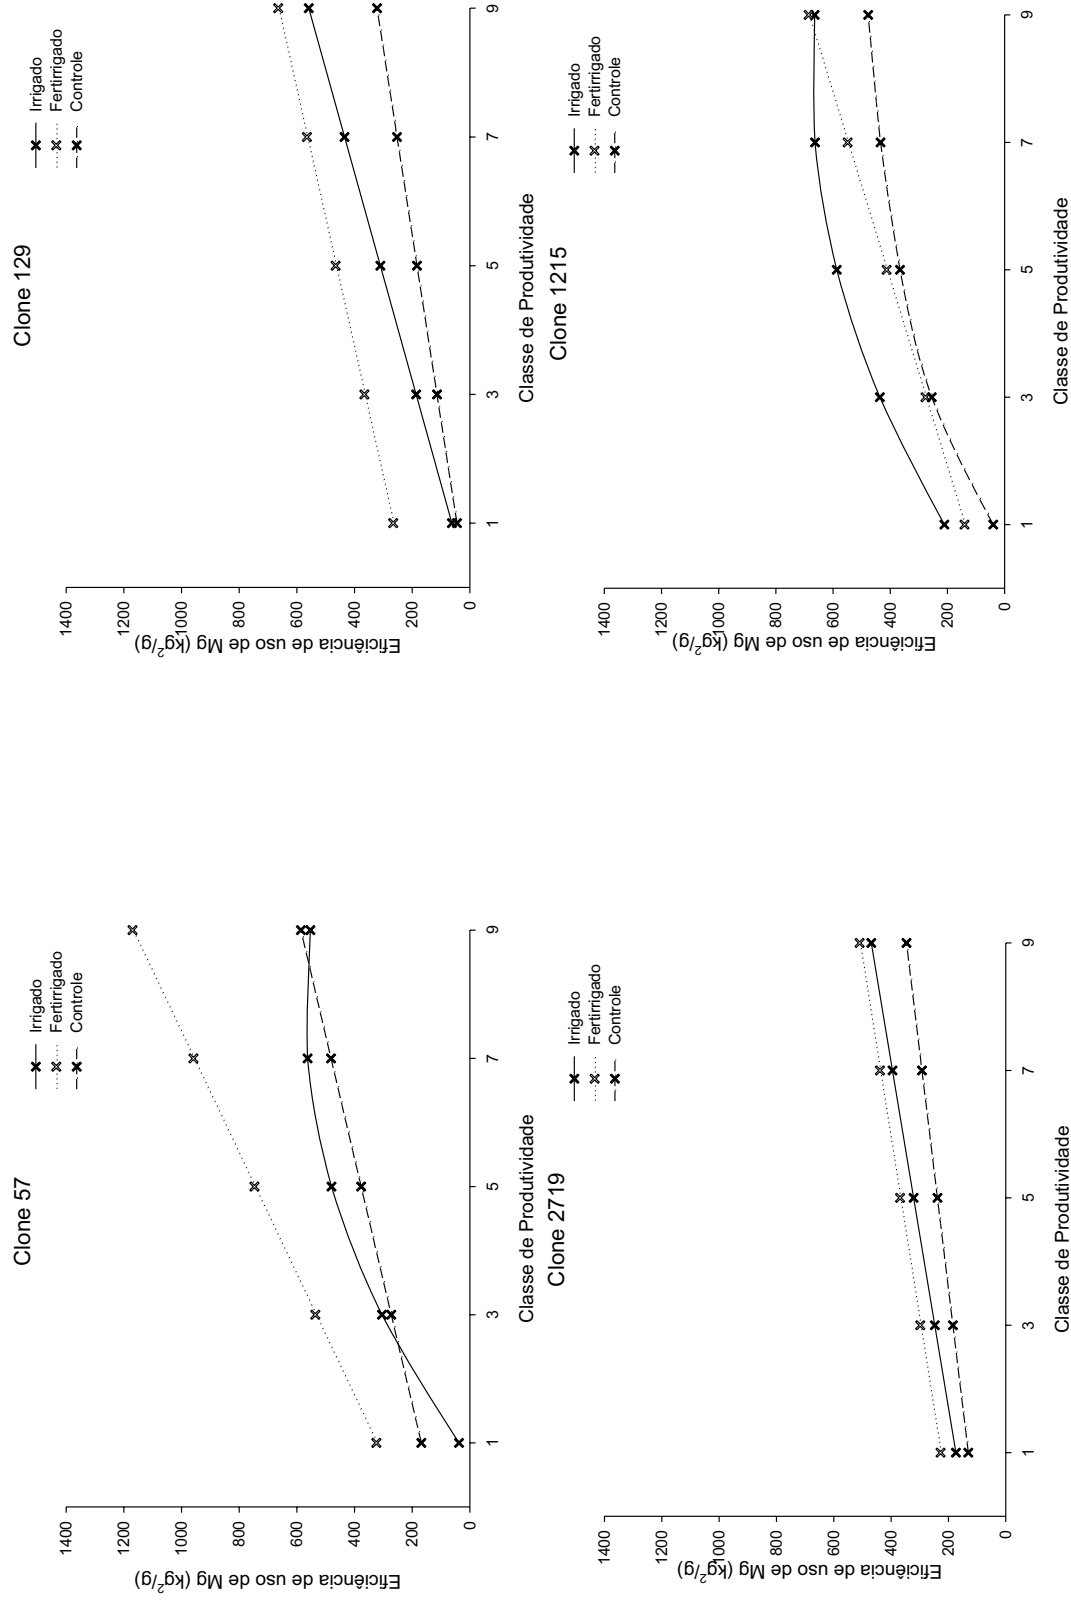 Clone 57
Irrigado
Fertirrigado
Controle
Eficiência de uso de Mg (kg²/g)
1400
1200
1000
800
600
400
200
0
1
3
5
7
9
Classe de Produtividade
Clone 129
Irrigado
Fertirrigado
Controle
Eficiência de uso de Mg (kg²/g)
1400
1200
1000
800
600
400
200
0
1
3
5
7
9
Classe de Produtividade
Clone 2719
Irrigado
Fertirrigado
Controle
Eficiência de uso de Mg (kg²/g)
1400
1200
1000
800
600
400
200
0
1
3
5
7
9
Classe de Produtividade
Clone 1215
Irrigado
Fertirrigado
Controle
Eficiência de uso de Mg (kg²/g)
1400
1200
1000
800
600
400
200
0
1
3
5
7
9
Classe de Produtividade